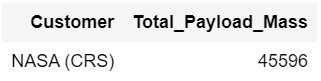 Customer Total_Payload_Mass
NASA (CRS) 45596